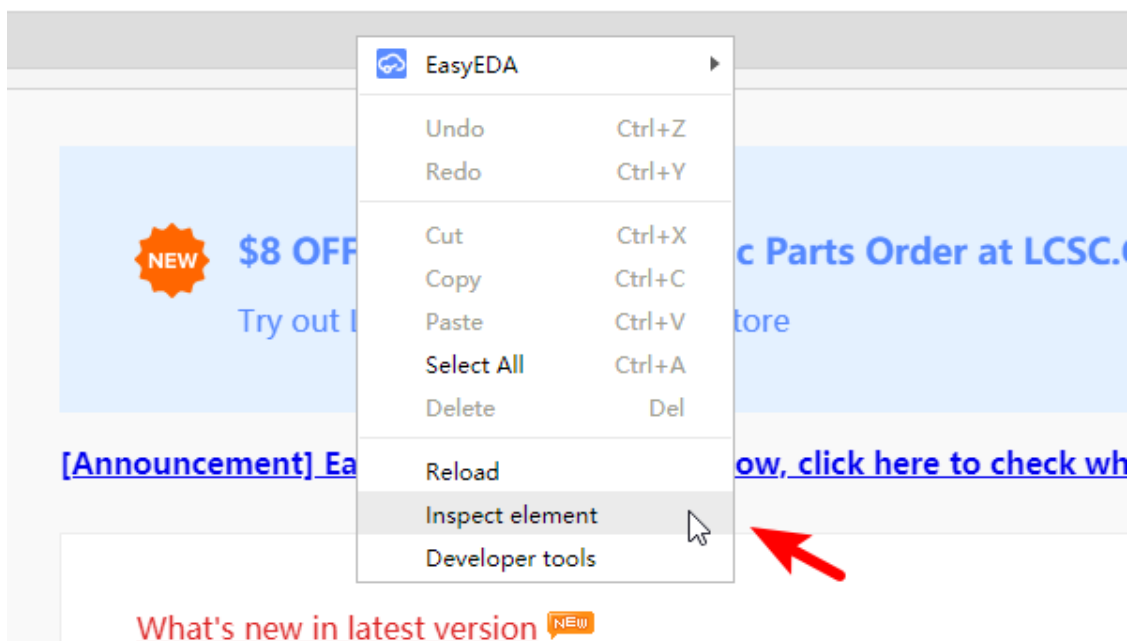 EasyEDA
Undo Ctrl+Z
Redo Ctrl+Y
Cut Ctrl+X
Copy Ctrl+C
Paste Ctrl+V
Select All Ctrl+A
Delete Del
Reload
Inspect element
Developer tools
NEW
$8 OFF c Parts Order at LCSC.
Try out tore
[Announcement] Ea ow, click here to check wh
What's new in latest version NEW